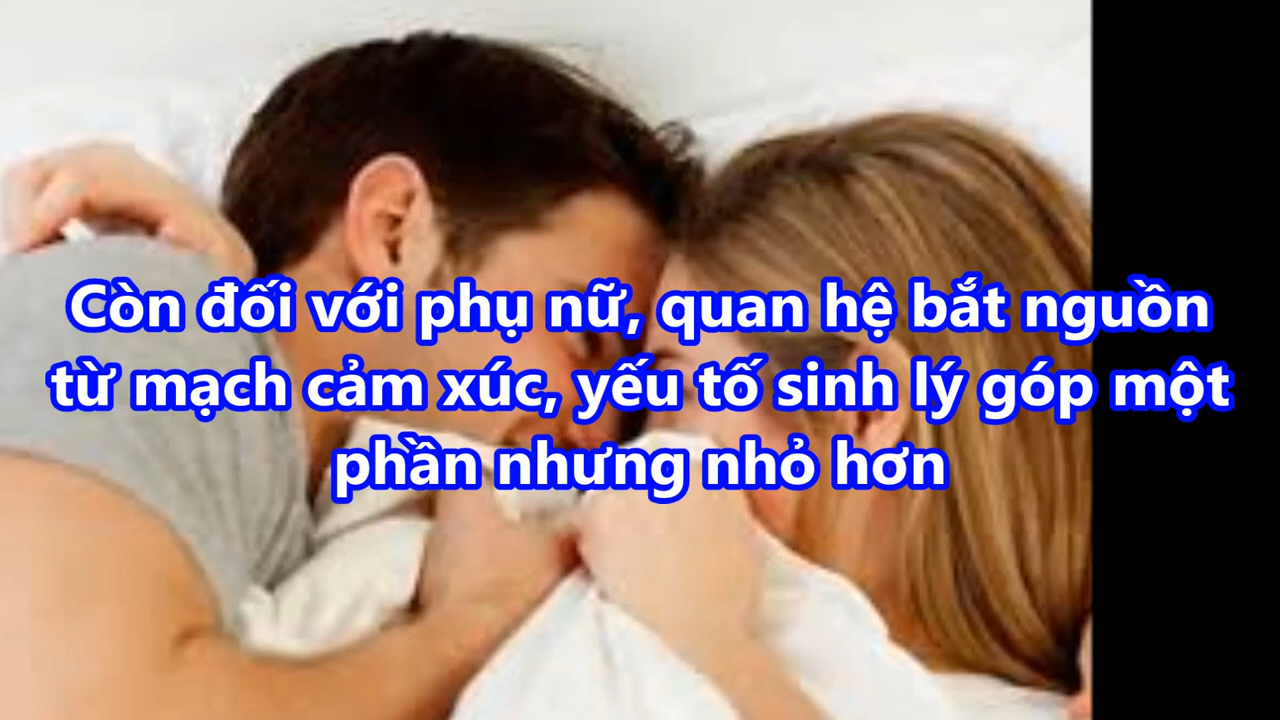 Còn đối với phụ nữ, quan hệ bắt nguồn
từ mạch cảm xúc, yếu tố sinh lý góp một
phần nhưng nhỏ hơn